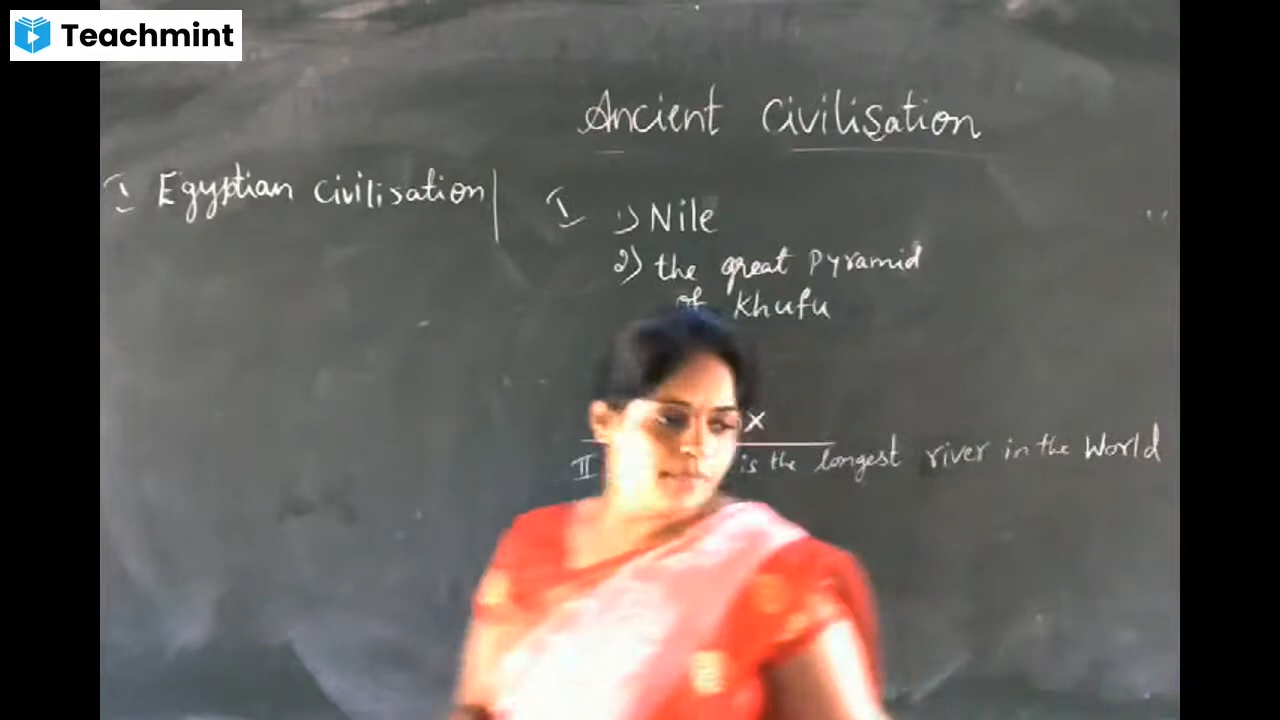 Teachmint
Ancient Civilisation
I Egyptian civilisation
I 1) Nile
2) the great Pyramid
of Khufu
x
II is the longest river in the World